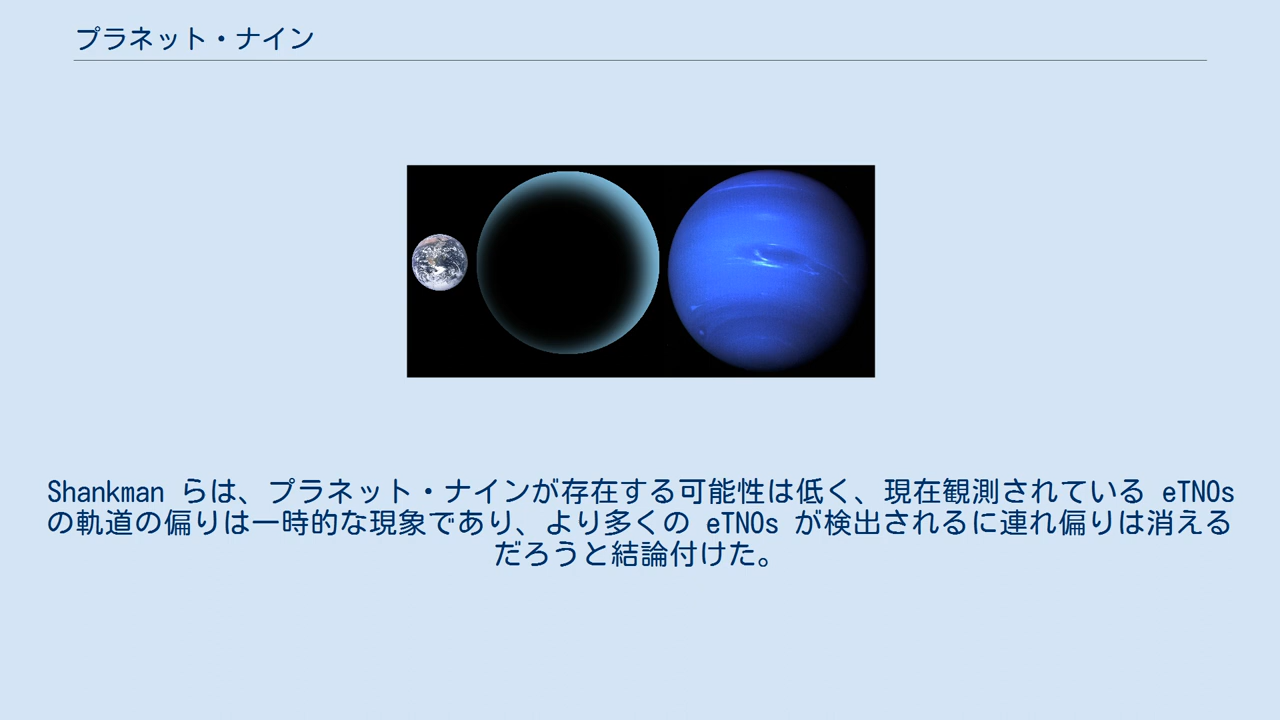 プラネット・ナイン
Shankman らは、プラネット・ナインが存在する可能性は低く、現在観測されている eTNOs
の軌道の偏りは一時的な現象であり、より多くの eTNOs が検出されるに連れ偏りは消える
だろうと結論付けた。